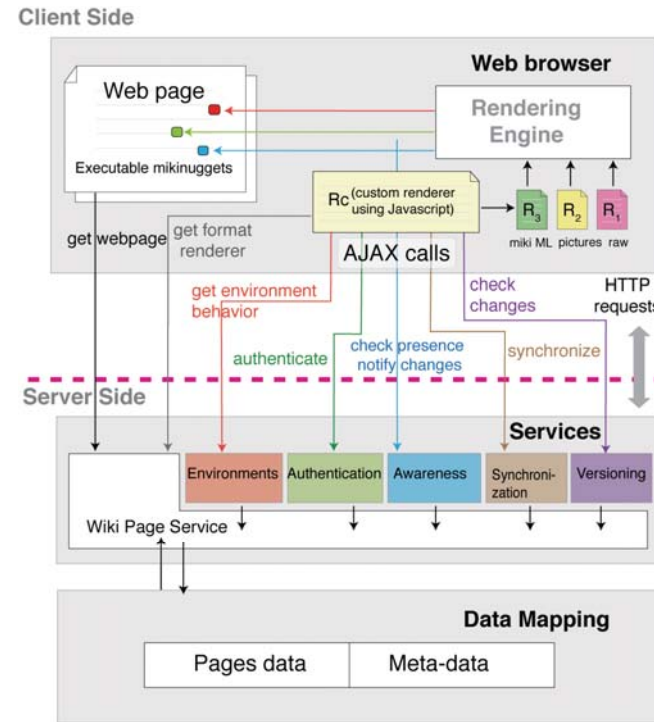 Client Side
Web browser
Web page
Executable mikinuggets
Rendering
Engine
Rc (custom renderer
using Javascript)
R3
R2
R1
miki ML
pictures
raw
get webpage
get format
renderer
AJAX calls
get environment
behavior
check
changes
HTTP
requests
authenticate
check presence
notify changes
synchronize
Server Side
Services
Environments
Authentication
Awareness
Synchroni-
zation
Versioning
Wiki Page Service
Data Mapping
Pages data
Meta-data